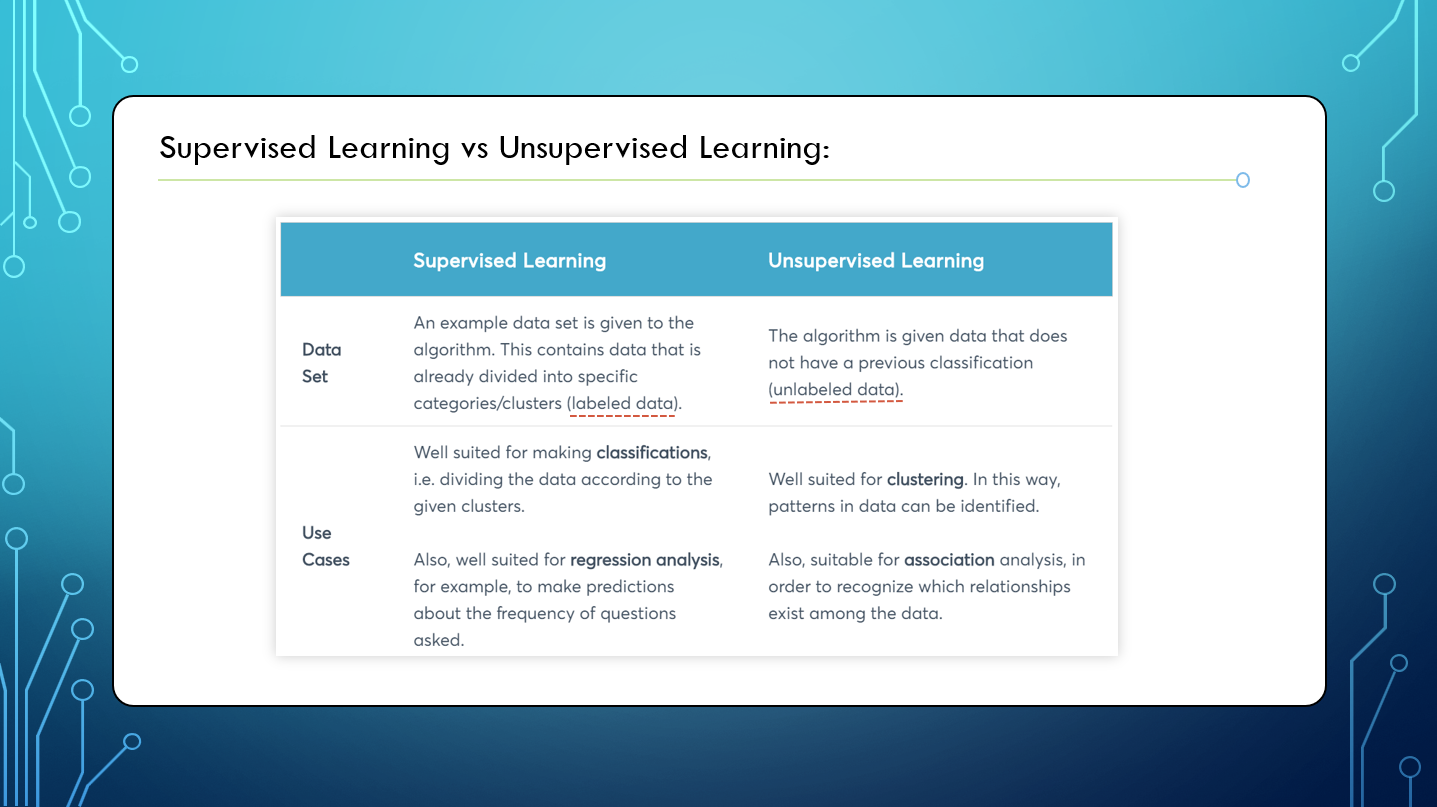 Supervised Learning vs Unsupervised Learning:
Supervised Learning
Unsupervised Learning
Data
Set
An example data set is given to the
algorithm. This contains data that is
already divided into specific
categories/clusters (labeled data).
The algorithm is given data that does
not have a previous classification
(unlabeled data).
Use
Cases
Well suited for making classifications,
i.e. dividing the data according to the
given clusters.
Also, well suited for regression analysis,
for example, to make predictions
about the frequency of questions
asked.
Well suited for clustering. In this way,
patterns in data can be identified.
Also, suitable for association analysis, in
order to recognize which relationships
exist among the data.